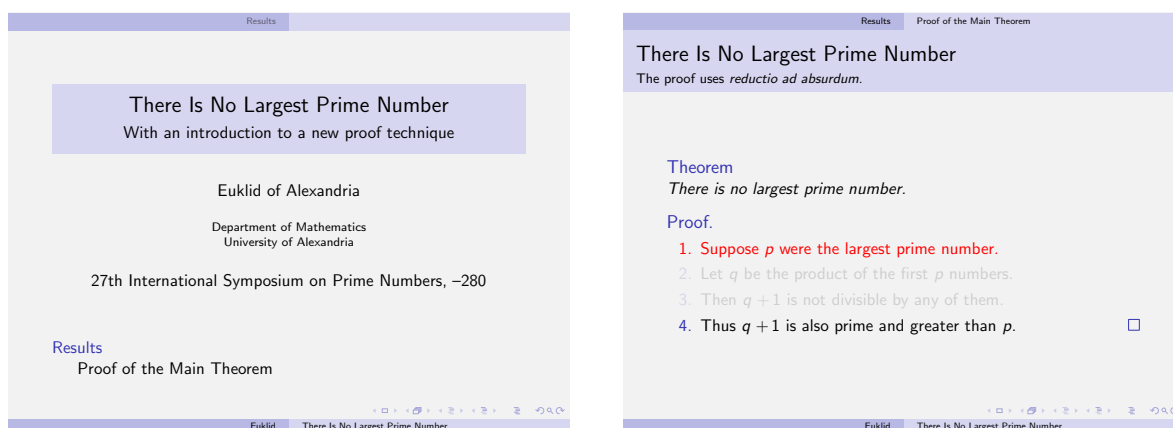 Results
There Is No Largest Prime Number
With an introduction to a new proof technique
Euklid of Alexandria
Department of Mathematics
University of Alexandria
27th International Symposium on Prime Numbers, –280
Results
Proof of the Main Theorem
Euklid There Is No Largest Prime Number
Results Proof of the Main Theorem
There Is No Largest Prime Number
The proof uses reductio ad absurdum.
Theorem
There is no largest prime number.
Proof.
1. Suppose p were the largest prime number.
2. Let q be the product of the first p numbers.
3. Then q + 1 is not divisible by any of them.
4. Thus q + 1 is also prime and greater than p. □
Euklid There Is No Largest Prime Number